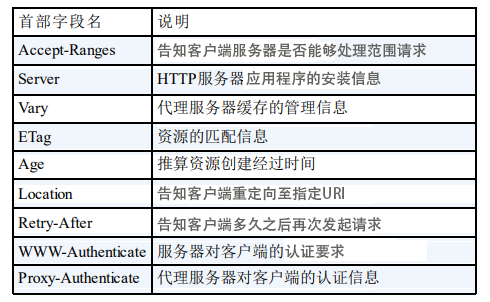 首部字段名 说明
Accept-Ranges 告知客户端服务器是否能够处理范围请求
Server HTTP服务器应用程序的安装信息
Vary 代理服务器缓存的管理信息
ETag 资源的匹配信息
Age 推算资源创建经过时间
Location 告知客户端重定向至指定URI
Retry-After 告知客户端多久之后再次发起请求
WWW-Authenticate 服务器对客户端的认证要求
Proxy-Authenticate 代理服务器对客户端的认证信息